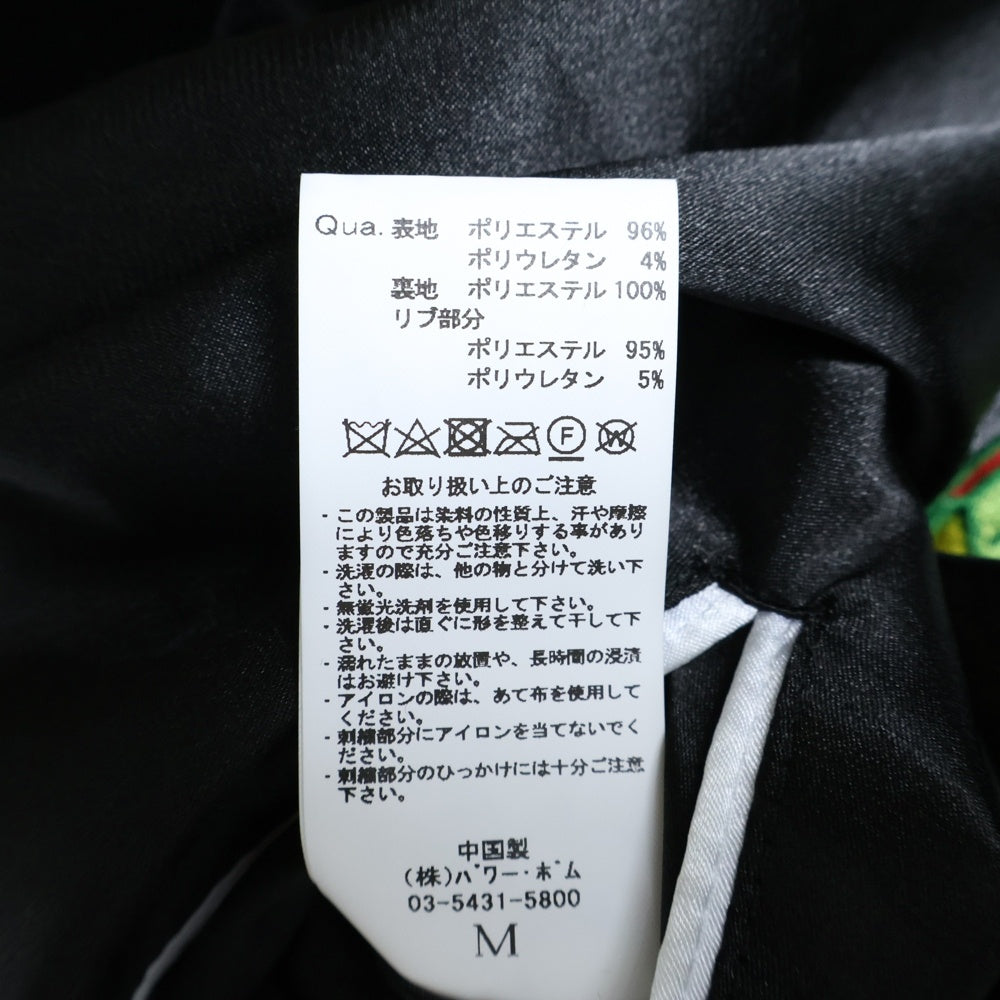 Qua. 表地 ポリエステル 96%
ポリウレタン 4%
裏地 ポリエステル 100%
リブ部分
ポリエステル 95%
ポリウレタン 5%
F W
お取り扱い上のご注意
・この製品は染料の性質上、汗や摩擦
により色落ちや色移りする事があり
ますので充分ご注意下さい。
・洗濯の際は、他の物と分けて洗い下
さい。
・無蛍光洗剤を使用して下さい。
・洗濯後は直ぐに形を整えて干して下
さい。
・濡れたままの放置や、長時間の浸漬
はお避け下さい。
・アイロンの際は、あて布を使用して
ください。
・刺繍部分にアイロンを当てないでく
ださい。
・刺繍部分のひっかけには十分ご注意
下さい。
中国製
(株)パワー・ボム
03-5431-5800
M